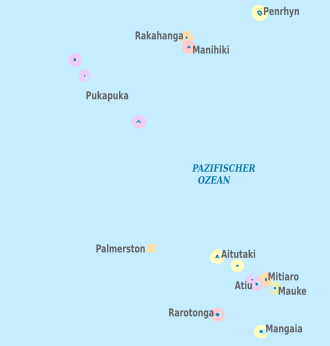 Penrhyn
Rakahanga
Manihiki
Pukapuka
PAZIFISCHER
OZEAN
Palmerston
Aitutaki
Mitiaro
Atiu
Mauke
Rarotonga
Mangaia